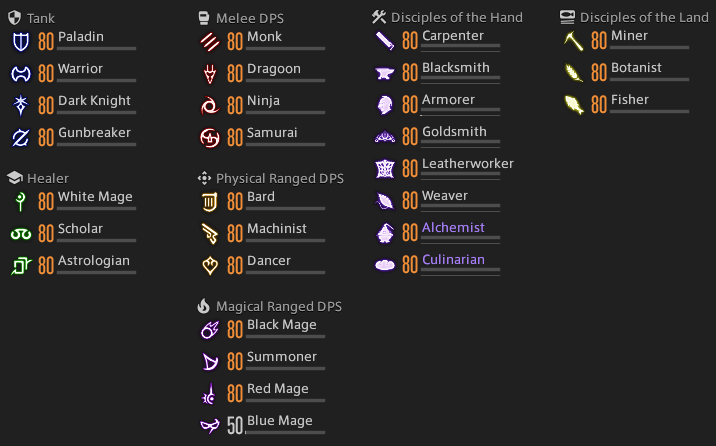 Tank
80 Paladin
80 Warrior
80 Dark Knight
80 Gunbreaker
Healer
80 White Mage
80 Scholar
80 Astrologian
Melee DPS
80 Monk
80 Dragoon
80 Ninja
80 Samurai
Physical Ranged DPS
80 Bard
80 Machinist
80 Dancer
Magical Ranged DPS
80 Black Mage
80 Summoner
80 Red Mage
50 Blue Mage
Disciples of the Hand
80 Carpenter
80 Blacksmith
80 Armorer
80 Goldsmith
80 Leatherworker
80 Weaver
80 Alchemist
80 Culinarian
Disciples of the Land
80 Miner
80 Botanist
80 Fisher